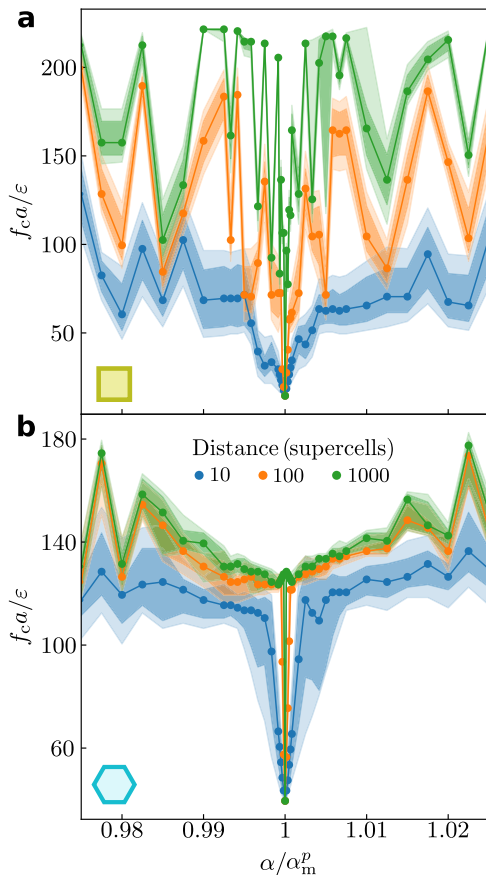 a
200
150
100
50
f_c a/ε
b
Distance (supercells)
10 100 1000
180
140
100
60
f_c a/ε
0.98 0.99 1 1.01 1.02
α/α_m^p